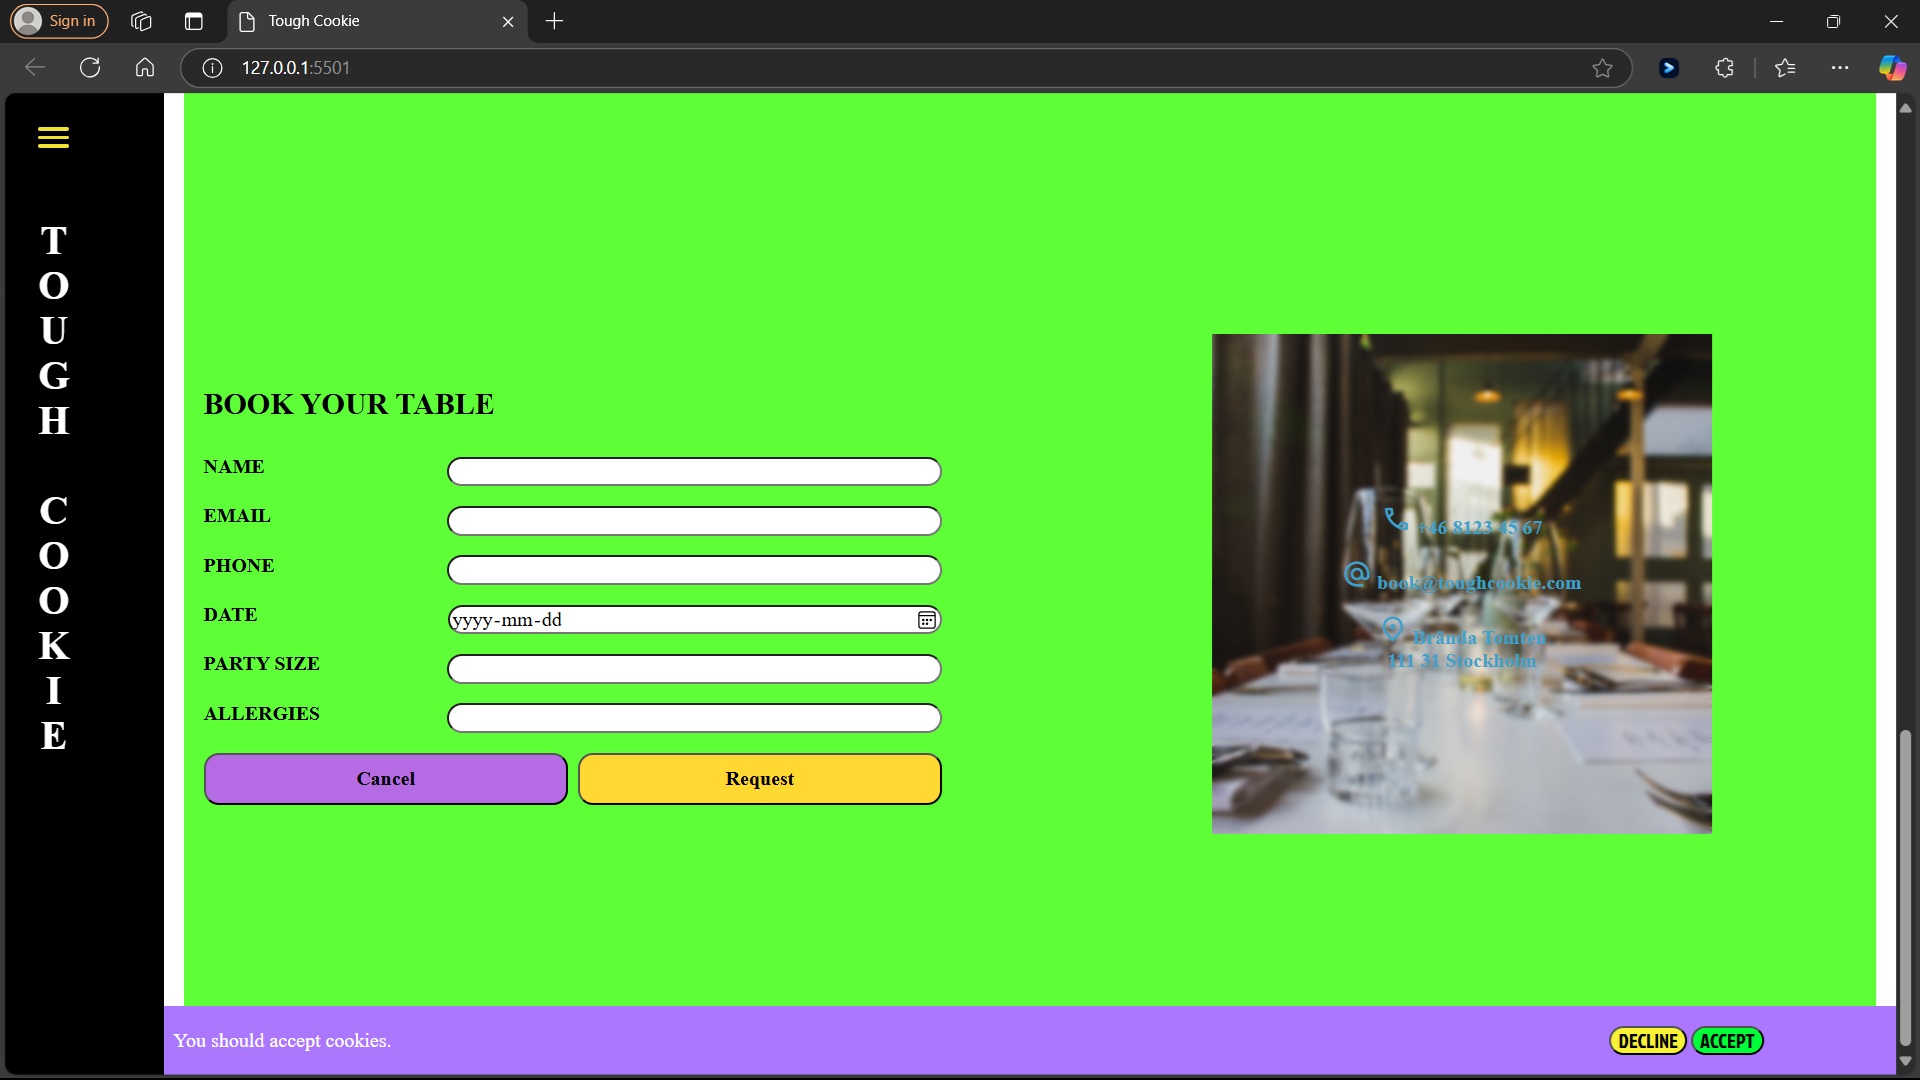 Sign in
Tough Cookie
127.0.0.1:5501
TOUGH COOKIE
BOOK YOUR TABLE
NAME
EMAIL
PHONE
DATE
yyyy-mm-dd
PARTY SIZE
ALLERGIES
Cancel
Request
+46 8123 45 67
book@toughcookie.com
Brända Tomten
111 31 Stockholm
You should accept cookies.
DECLINE
ACCEPT